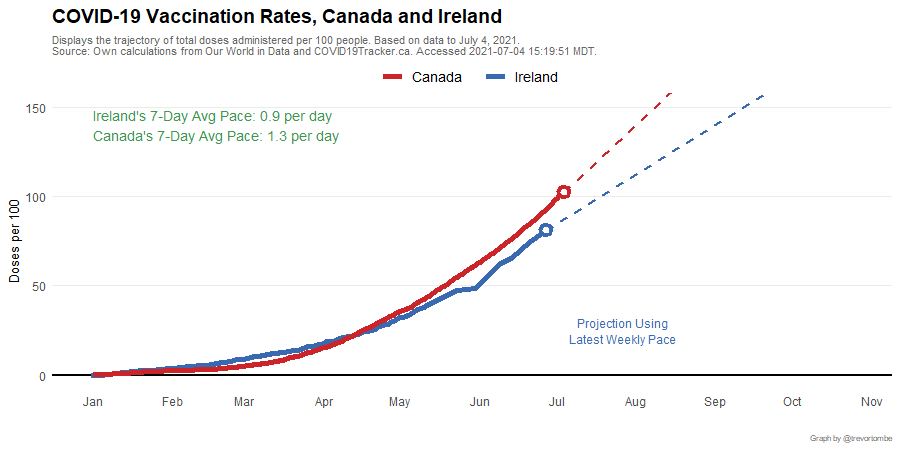 COVID-19 Vaccination Rates, Canada and Ireland
Displays the trajectory of total doses administered per 100 people. Based on data to July 4, 2021.
Source: Own calculations from Our World in Data and COVID19Tracker.ca. Accessed 2021-07-04 15:19:51 MDT.
Canada Ireland
Ireland's 7-Day Avg Pace: 0.9 per day
Canada's 7-Day Avg Pace: 1.3 per day
Doses per 100
150
100
50
0
Projection Using
Latest Weekly Pace
Jan Feb Mar Apr May Jun Jul Aug Sep Oct Nov
Graph by @trevortombe